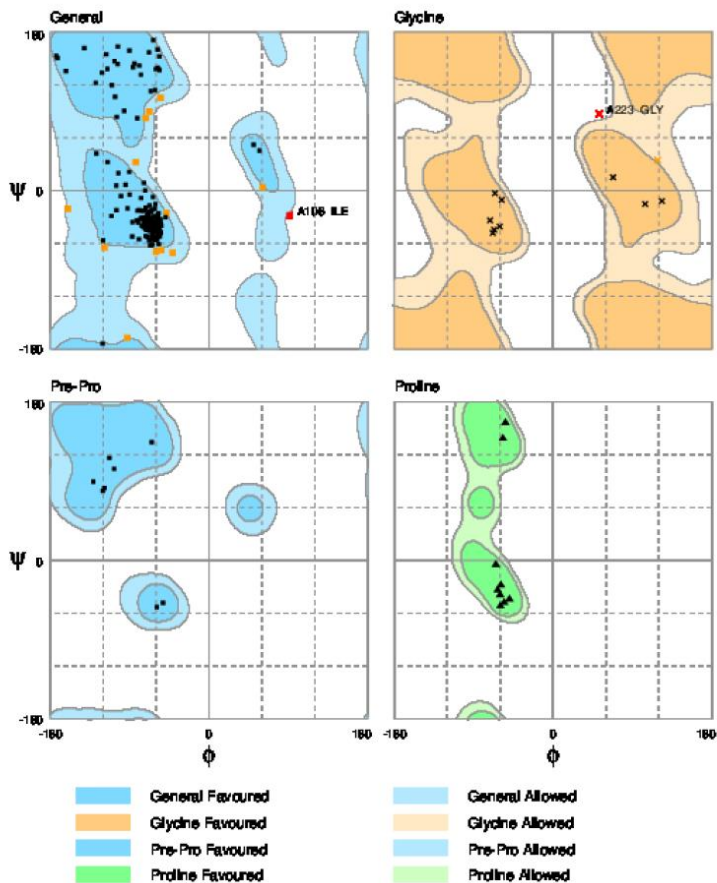 General Glycine
180
A223 GLY
Ψ 0
A106 ILE
-180
Pre-Pro Proline
180
Ψ 0
-180
-180 0 180 -180 0 180
Φ Φ
General Favoured General Allowed
Glycine Favoured Glycine Allowed
Pre-Pro Favoured Pre-Pro Allowed
Proline Favoured Proline Allowed